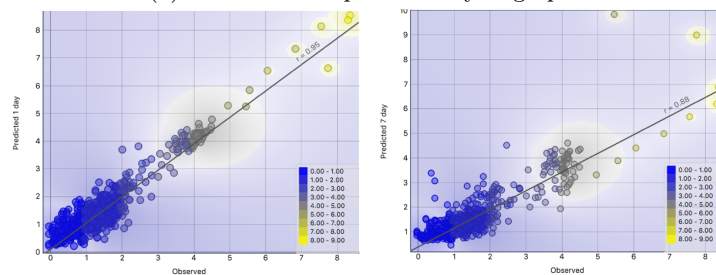 r = 0.95
Predicted 1 day
8
7
6
5
4
3
2
1
0
0 1 2 3 4 5 6 7 8
Observed
0.00 - 1.00
1.00 - 2.00
2.00 - 3.00
3.00 - 4.00
4.00 - 5.00
5.00 - 6.00
6.00 - 7.00
7.00 - 8.00
8.00 - 9.00
r = 0.88
Predicted 7 day
10
9
8
7
6
5
4
3
2
1
0 1 2 3 4 5 6 7 8
Observed
0.00 - 1.00
1.00 - 2.00
2.00 - 3.00
3.00 - 4.00
4.00 - 5.00
5.00 - 6.00
6.00 - 7.00
7.00 - 8.00
8.00 - 9.00